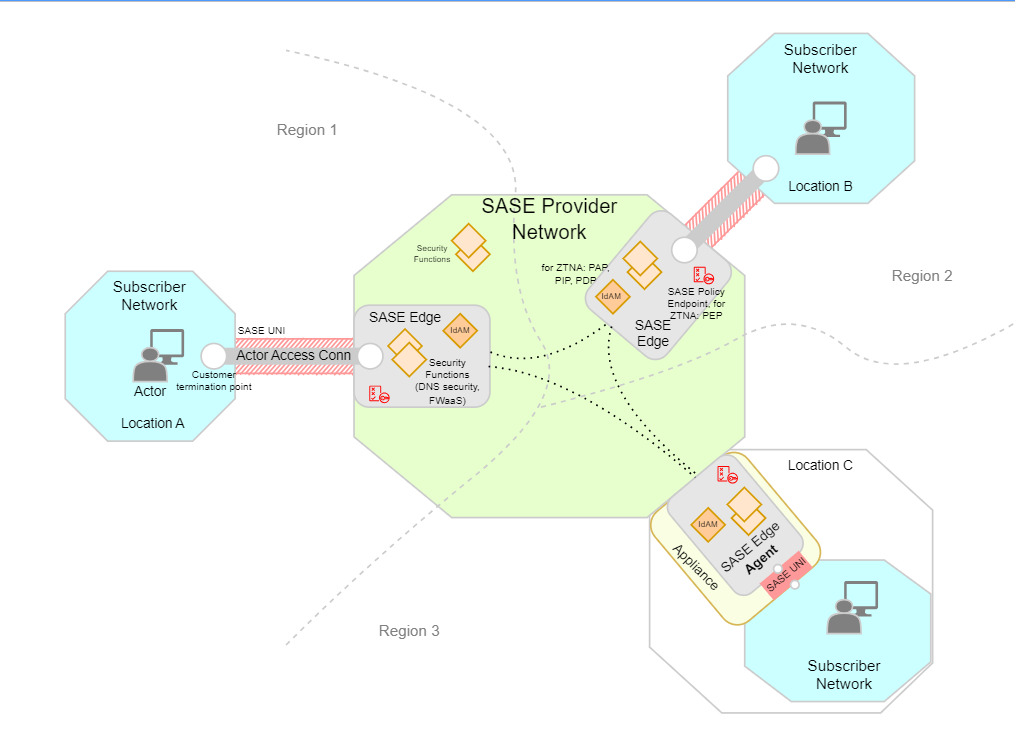 Subscriber
Network
Location B
Region 1
SASE Provider
Network
Security
Functions
for ZTNA: PAP,
PIP, PDP
IdAM
SASE Policy
Endpoint, for
ZTNA: PEP
SASE
Edge
Region 2
Subscriber
Network
SASE UNI
Actor Access Conn
Customer
termination point
Actor
Location A
SASE Edge
IdAM
Security
Functions
(DNS security,
FWaaS)
Location C
IdAM
SASE Edge
Agent
Appliance
SASE UNI
Region 3
Subscriber
Network